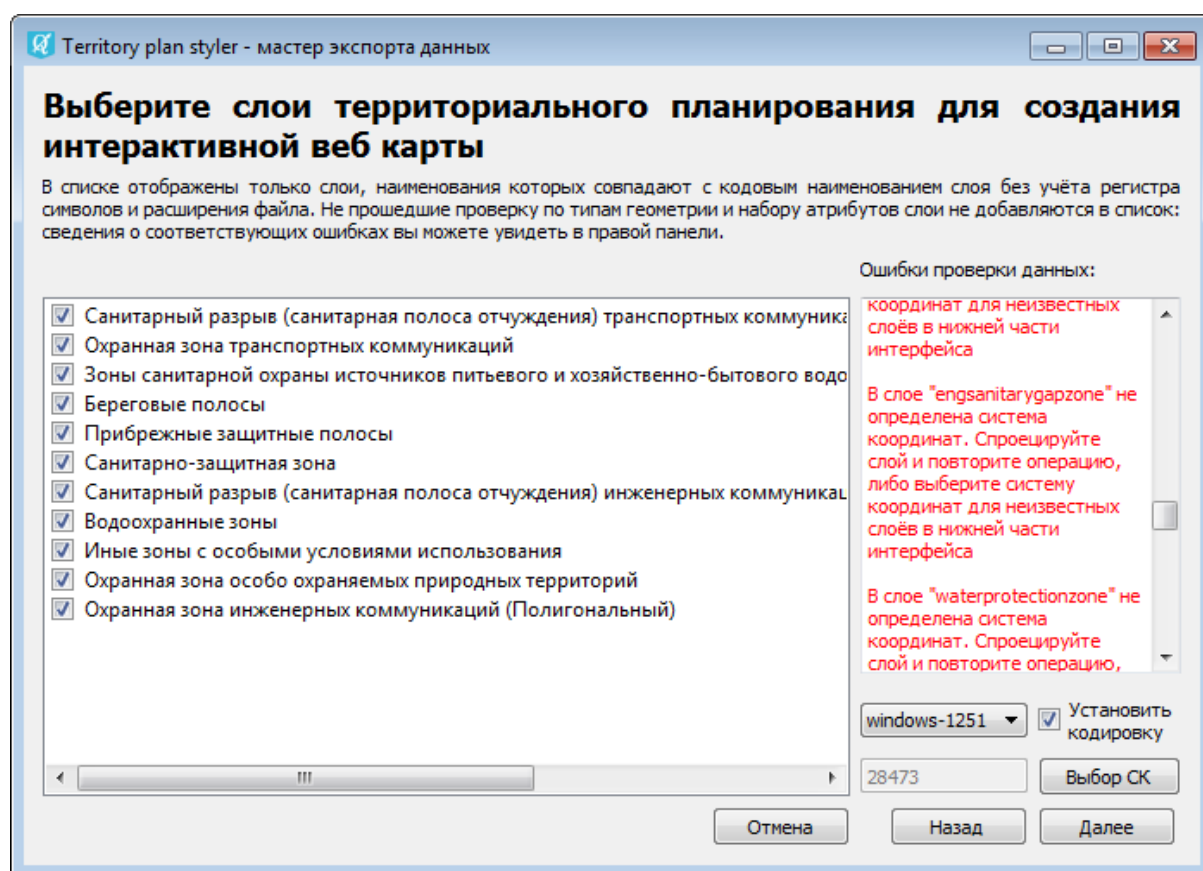 Territory plan styler - мастер экспорта данных
Выберите слои территориального планирования для создания
интерактивной веб карты
В списке отображены только слои, наименования которых совпадают с кодовым наименованием слоя без учёта регистра
символов и расширения файла. Не прошедшие проверку по типам геометрии и набору атрибутов слои не добавляются в список:
сведения о соответствующих ошибках вы можете увидеть в правой панели.
Ошибки проверки данных:
Санитарный разрыв (санитарная полоса отчуждения) транспортных коммуника
Охранная зона транспортных коммуникаций
Зоны санитарной охраны источников питьевого и хозяйственно-бытового водо
Береговые полосы
Прибрежные защитные полосы
Санитарно-защитная зона
Санитарный разрыв (санитарная полоса отчуждения) инженерных коммуникац
Водоохранные зоны
Иные зоны с особыми условиями использования
Охранная зона особо охраняемых природных территорий
Охранная зона инженерных коммуникаций (Полигональный)
координат для неизвестных
слоёв в нижней части
интерфейса
В слое "engsanitarygapzone" не
определена система
координат. Спроецируйте
слой и повторите операцию,
либо выберите систему
координат для неизвестных
слоёв в нижней части
интерфейса
В слое "waterprotectionzone" не
определена система
координат. Спроецируйте
слой и повторите операцию,
windows-1251
Установить
кодировку
28473
Выбор СК
Отмена
Назад
Далее